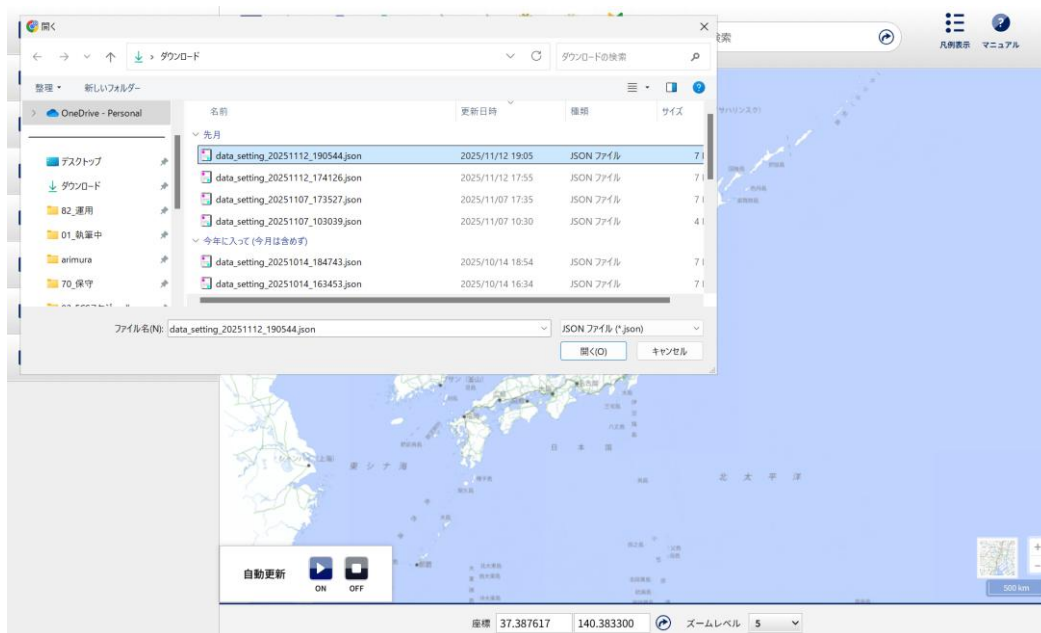 開く
ダウンロード
ダウンロードの検索
検索
凡例表示
マニュアル
整理
新しいフォルダー
OneDrive - Personal
デスクトップ
ダウンロード
82_運用
01_執筆中
arimura
70_保守
名前 更新日時 種類 サイズ
先月
data_setting_20251112_190544.json 2025/11/12 19:05 JSON ファイル 7
data_setting_20251112_174126.json 2025/11/12 17:55 JSON ファイル 7
data_setting_20251107_173527.json 2025/11/07 17:35 JSON ファイル 7
data_setting_20251107_103039.json 2025/11/07 10:30 JSON ファイル 4
今年に入って (今月は含めず)
data_setting_20251014_184743.json 2025/10/14 18:54 JSON ファイル 7
data_setting_20251014_163453.json 2025/10/14 16:34 JSON ファイル 7
ファイル名(N): data_setting_20251112_190544.json JSON ファイル (*.json)
開く(O) キャンセル
日本国
東シナ海
北太平洋
自動更新
ON OFF
500 km
座標 37.387617 140.383300 ズームレベル 5